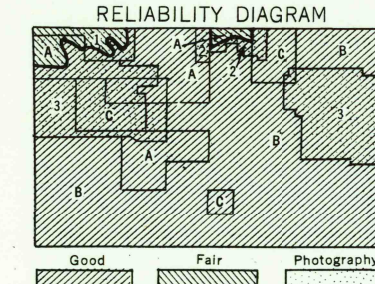 RELIABILITY DIAGRAM
A 1 A 2 C B
A 2
3 C 3
A B
B C
Good Fair Photography